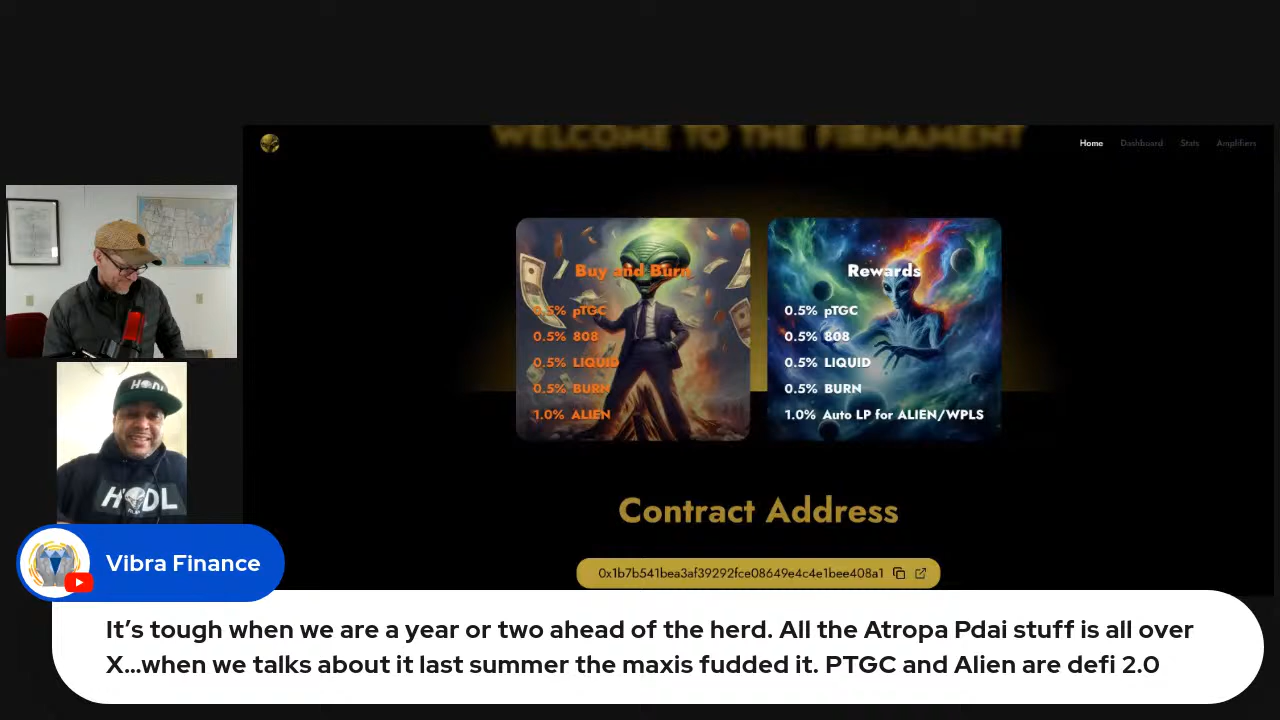 WELCOME TO THE FIRMAMENT
Home Dashboard Stats Amplifiers
Buy and Burn
0.5% pTGC
0.5% 808
0.5% LIQUID
0.5% BURN
1.0% ALIEN
Rewards
0.5% pTGC
0.5% 808
0.5% LIQUID
0.5% BURN
1.0% Auto LP for ALIEN/WPLS
Contract Address
0x1b7b541bea3af39292fce08649e4c4e1bee408a1
HODL
HODL
Vibra Finance
It’s tough when we are a year or two ahead of the herd. All the Atropa Pdai stuff is all over
X...when we talks about it last summer the maxis fudded it. PTGC and Alien are defi 2.0